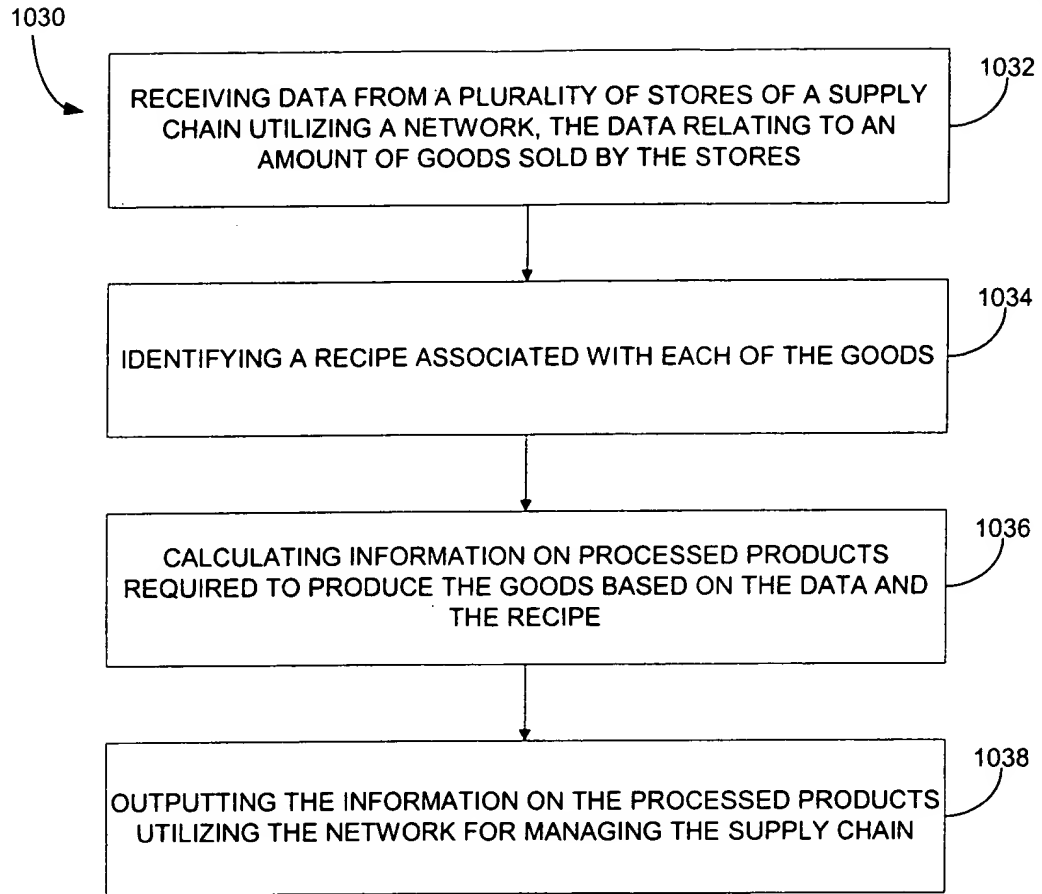 1030
1032
RECEIVING DATA FROM A PLURALITY OF STORES OF A SUPPLY
CHAIN UTILIZING A NETWORK, THE DATA RELATING TO AN
AMOUNT OF GOODS SOLD BY THE STORES
1034
IDENTIFYING A RECIPE ASSOCIATED WITH EACH OF THE GOODS
1036
CALCULATING INFORMATION ON PROCESSED PRODUCTS
REQUIRED TO PRODUCE THE GOODS BASED ON THE DATA AND
THE RECIPE
1038
OUTPUTTING THE INFORMATION ON THE PROCESSED PRODUCTS
UTILIZING THE NETWORK FOR MANAGING THE SUPPLY CHAIN